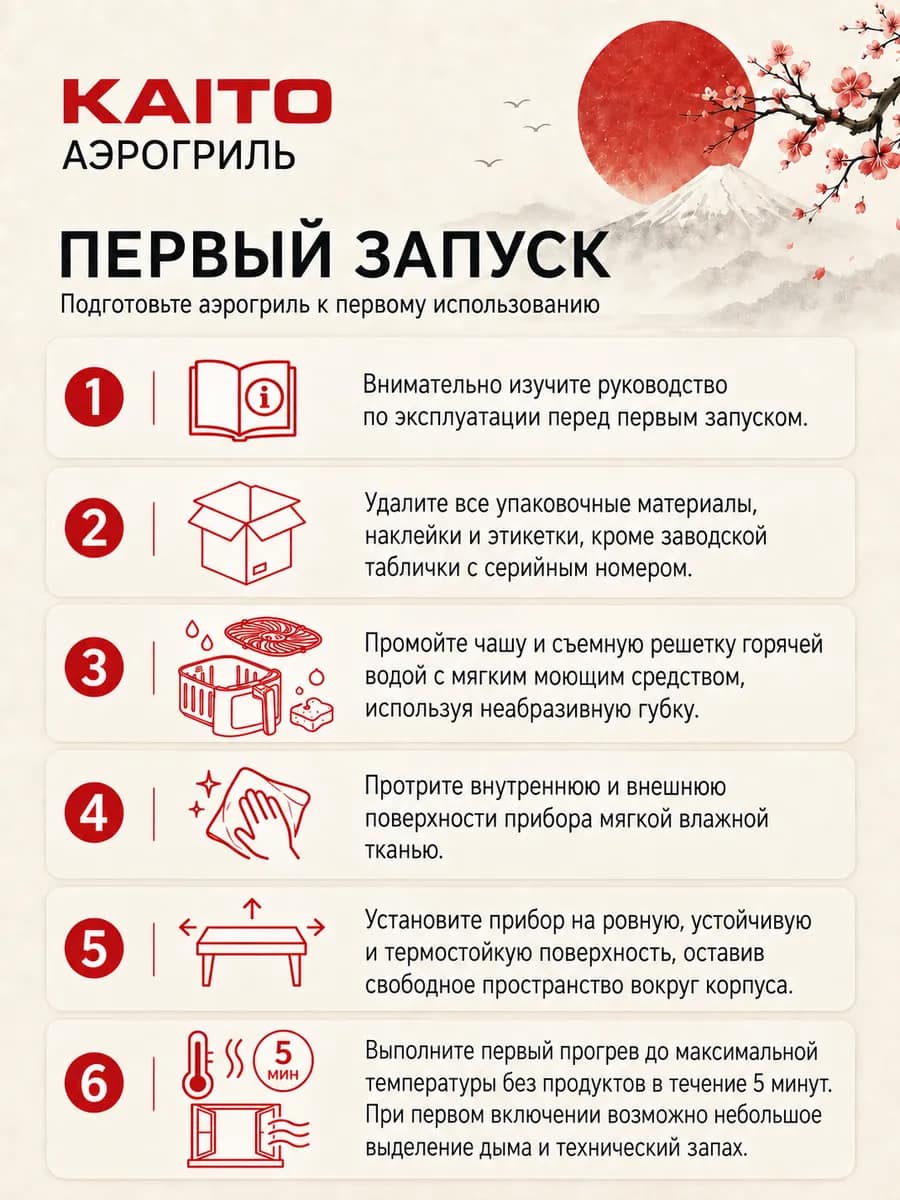 KAITO
АЭРОГРИЛЬ
ПЕРВЫЙ ЗАПУСК
Подготовьте аэрогриль к первому использованию
1
Внимательно изучите руководство
по эксплуатации перед первым запуском.
2
Удалите все упаковочные материалы,
наклейки и этикетки, кроме заводской
таблички с серийным номером.
3
Промойте чашу и съемную решетку горячей
водой с мягким моющим средством,
используя неабразивную губку.
4
Протрите внутреннюю и внешнюю
поверхности прибора мягкой влажной
тканью.
5
Установите прибор на ровную, устойчивую
и термостойкую поверхность, оставив
свободное пространство вокруг корпуса.
6
5
МИН
Выполните первый прогрев до максимальной
температуры без продуктов в течение 5 минут.
При первом включении возможно небольшое
выделение дыма и технический запах.